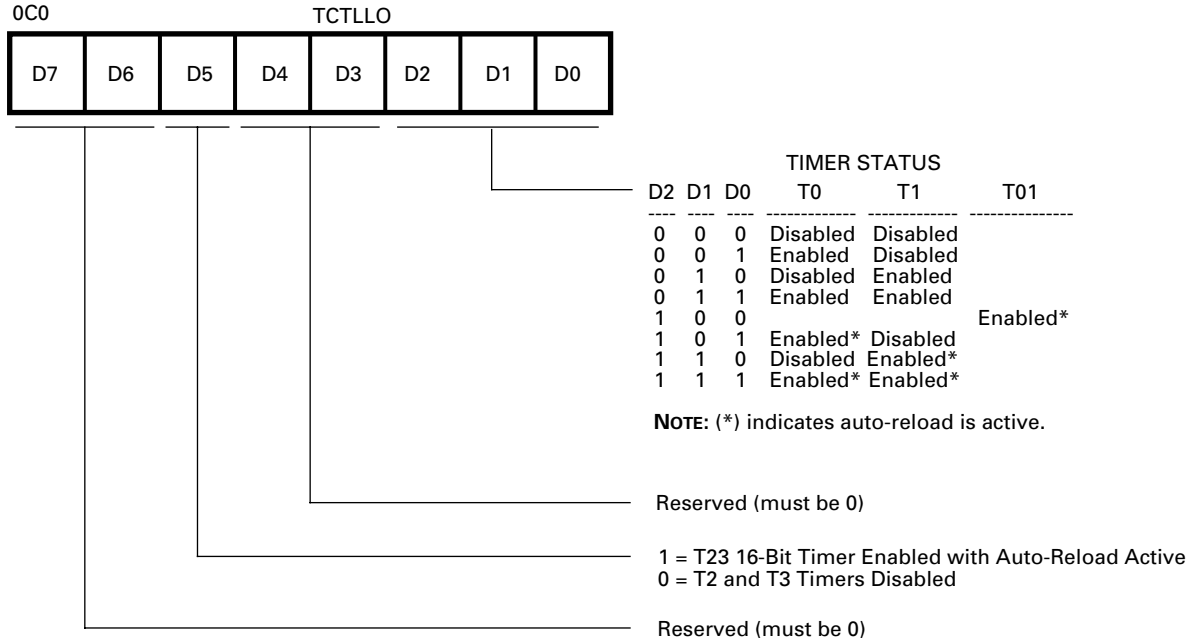 0C0 TCTLLO
D7 D6 D5 D4 D3 D2 D1 D0
TIMER STATUS
D2 D1 D0 T0 T1 T01
---- ---- ---- ------------- ------------- ---------------
0 0 0 Disabled Disabled
0 0 1 Enabled Disabled
0 1 0 Disabled Enabled
0 1 1 Enabled Enabled
1 0 0 Enabled*
1 0 1 Enabled* Disabled
1 1 0 Disabled Enabled*
1 1 1 Enabled* Enabled*
NOTE: (*) indicates auto-reload is active.
Reserved (must be 0)
1 = T23 16-Bit Timer Enabled with Auto-Reload Active
0 = T2 and T3 Timers Disabled
Reserved (must be 0)